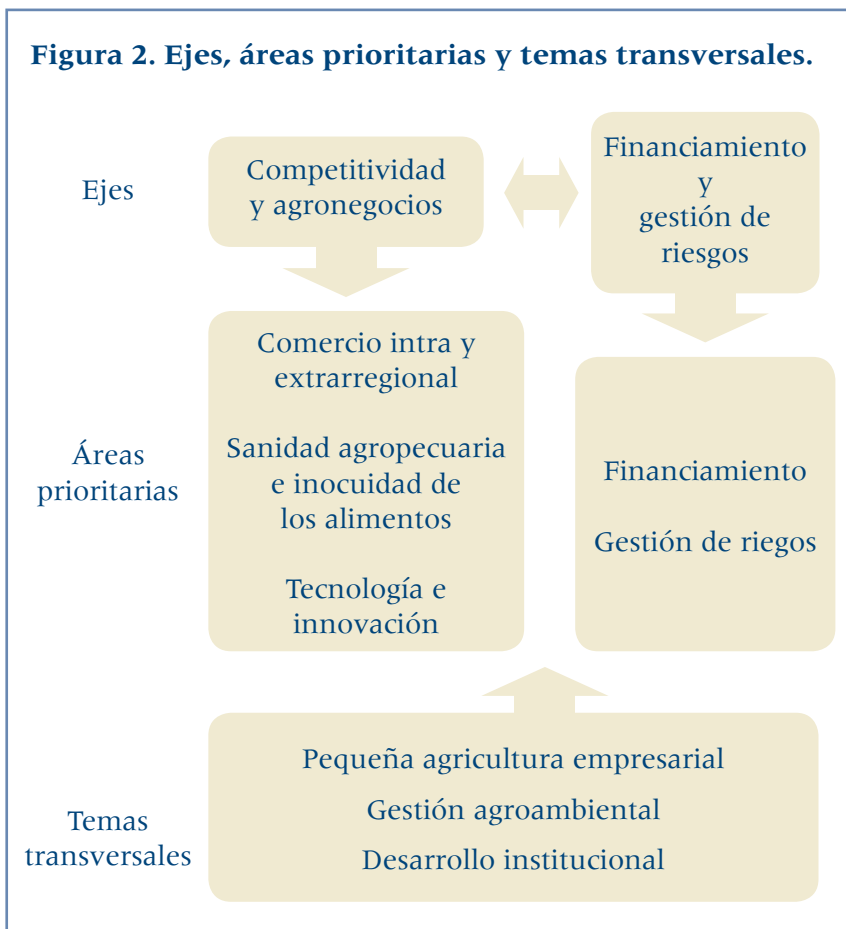 Figura 2. Ejes, áreas prioritarias y temas transversales.
Ejes
Competitividad
y agronegocios
Financiamiento
y
gestión de
riesgos
Áreas
prioritarias
Comercio intra y
extrarregional
Sanidad agropecuaria
e inocuidad de
los alimentos
Tecnología e
innovación
Financiamiento
Gestión de riegos
Temas
transversales
Pequeña agricultura empresarial
Gestión agroambiental
Desarrollo institucional